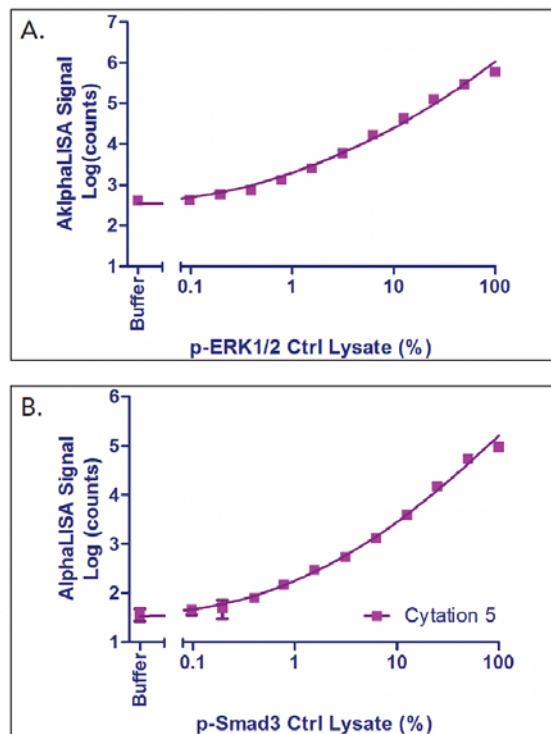 A.
AklphaLISA Signal
Log(counts)
7
6
5
4
3
2
1
Buffer
0.1
1
10
100
p-ERK1/2 Ctrl Lysate (%)
B.
AlphaLISA Signal
Log (counts)
6
5
4
3
2
1
Cytation 5
Buffer
0.1
1
10
100
p-Smad3 Ctrl Lysate (%)